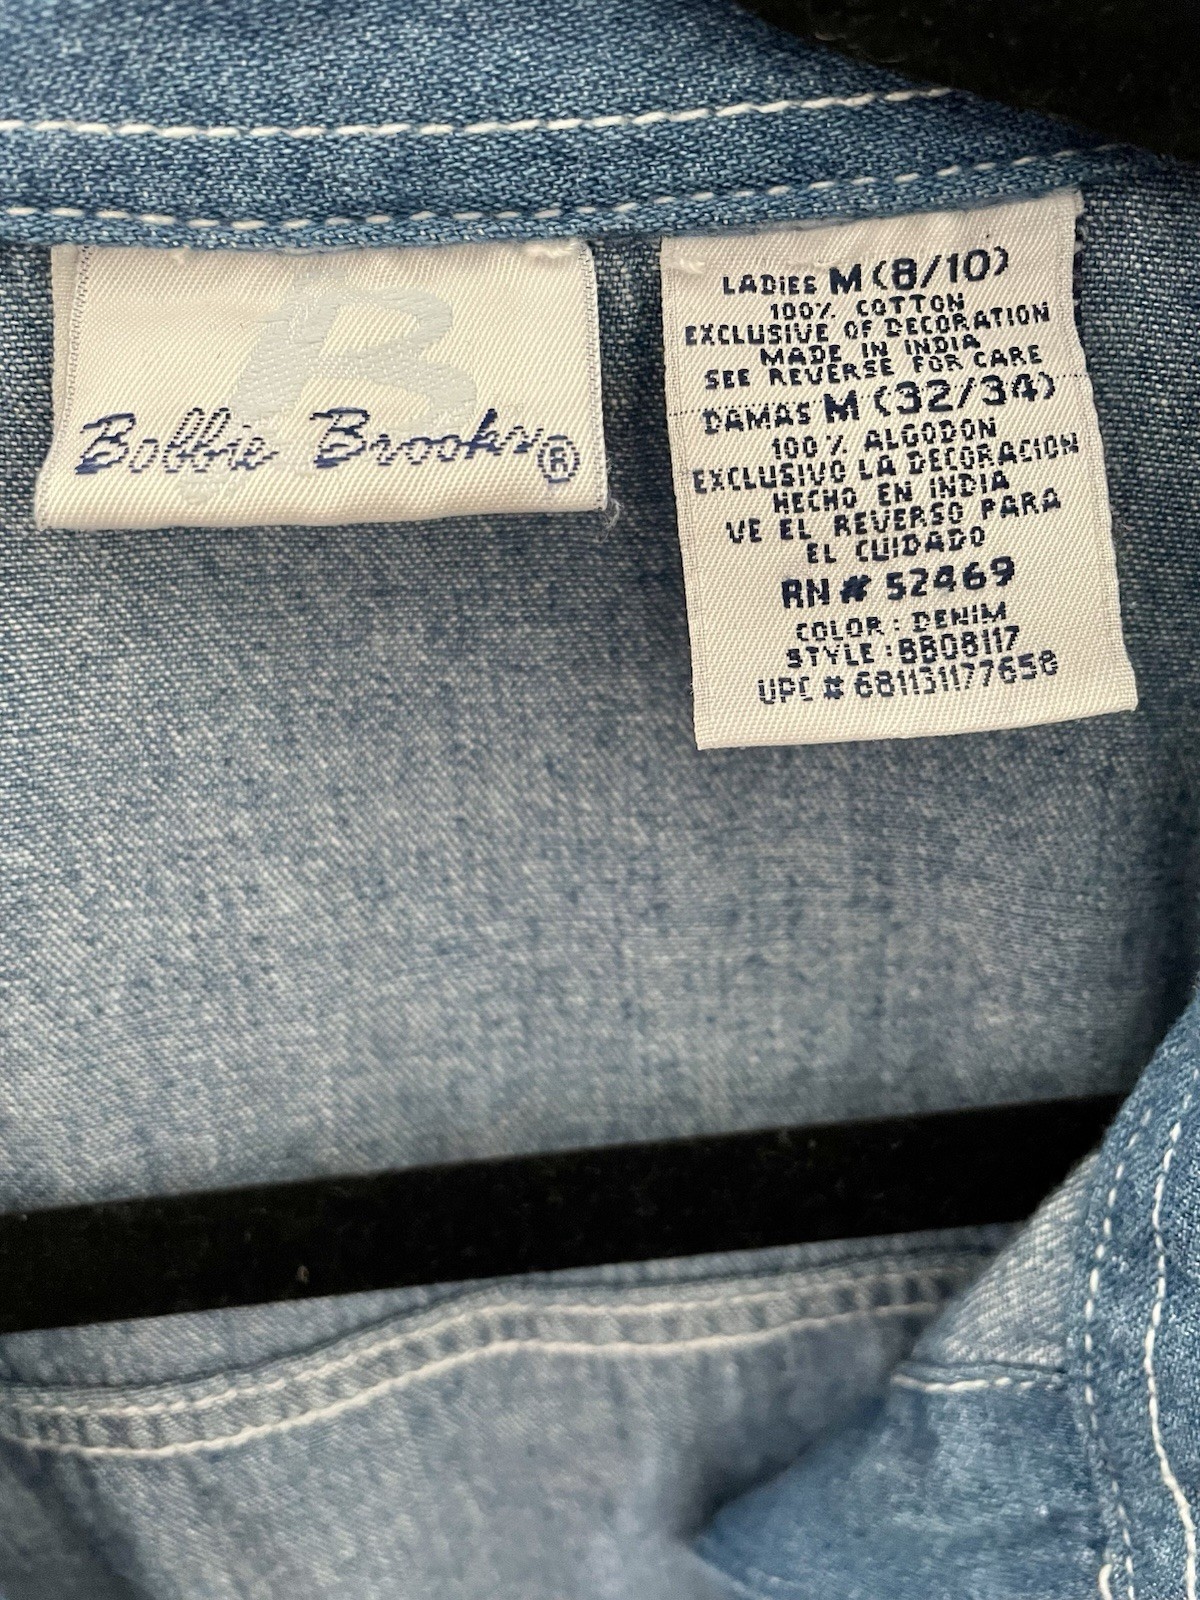 Bobbie Brooks®
LADIES M (8/10)
100% COTTON
EXCLUSIVE OF DECORATION
MADE IN INDIA
SEE REVERSE FOR CARE
DAMAS M (32/34)
100% ALGODON
EXCLUSIVO LA DECORACION
HECHO EN INDIA
VE EL REVERSO PARA
EL CUIDADO
RN # 52469
COLOR : DENIM
STYLE : BB08117
UPC # 681131177658